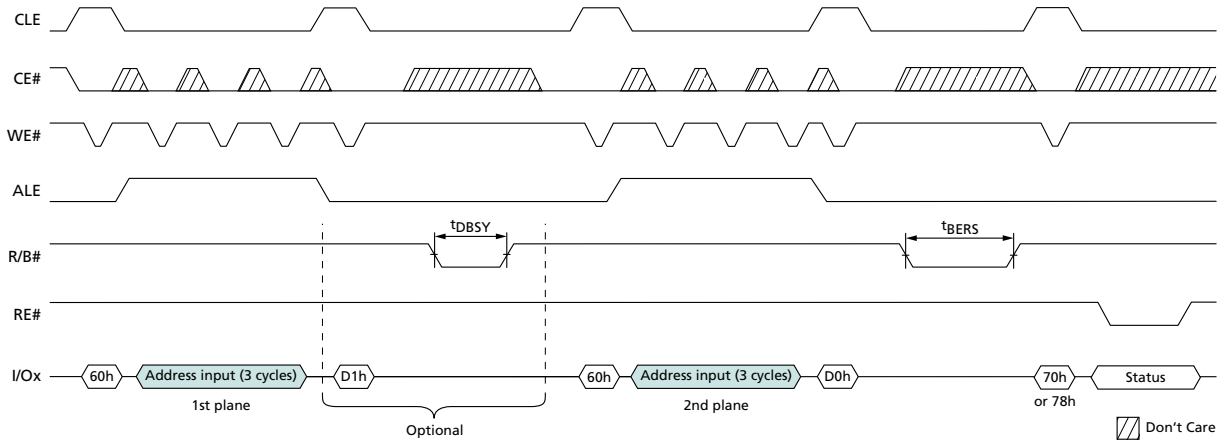 CLE
CE#
WE#
ALE
tDBSY
tBERS
R/B#
RE#
I/Ox
60h
Address input (3 cycles)
D1h
60h
Address input (3 cycles)
D0h
70h
Status
1st plane
2nd plane
or 78h
Optional
Don't Care